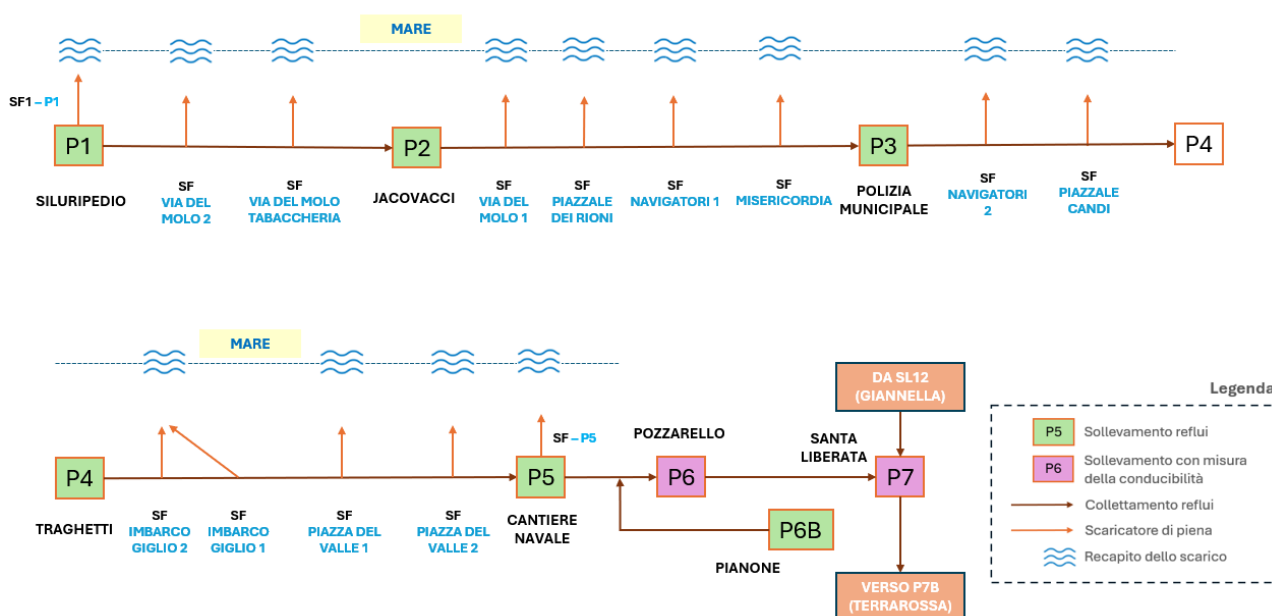 MARE
SF1 – P1
P1
P2
P3
P4
SILURIPEDIO
SF
VIA DEL
MOLO 2
SF
VIA DEL MOLO
TABACCHERIA
JACOVACCI
SF
VIA DEL
MOLO 1
SF
PIAZZALE
DEI RIONI
SF
NAVIGATORI 1
SF
MISERICORDIA
POLIZIA
MUNICIPALE
SF
NAVIGATORI
2
SF
PIAZZALE
CANDI
MARE
P4
TRAGHETTI
SF
IMBARCO
GIGLIO 2
SF
IMBARCO
GIGLIO 1
SF
PIAZZA DEL
VALLE 1
SF
PIAZZA DEL
VALLE 2
SF – P5
P5
CANTIERE
NAVALE
POZZARELLO
P6
P6B
PIANONE
DA SL12
(GIANNELLA)
SANTA
LIBERATA
P7
VERSO P7B
(TERRAROSSA)
Legenda
P5 Sollevamento reflui
P6 Sollevamento con misura
della conducibilità
Collettamento reflui
Scaricatore di piena
Recapito dello scarico